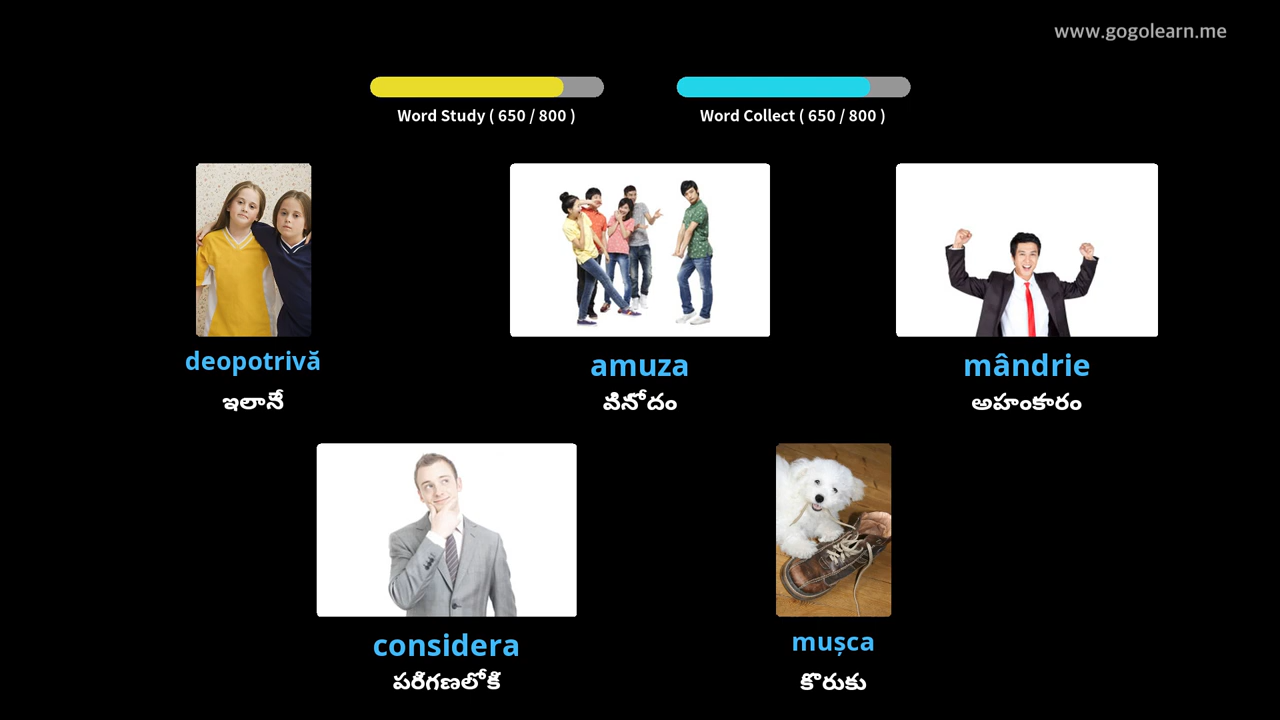 www.gogolearn.me
Word Study ( 650 / 800 )
Word Collect ( 650 / 800 )
deopotrivă
amuza
mândrie
ఇలానే
వినోదం
అహంకారం
considera
mușca
పరిగణలోకి
కొరుకు